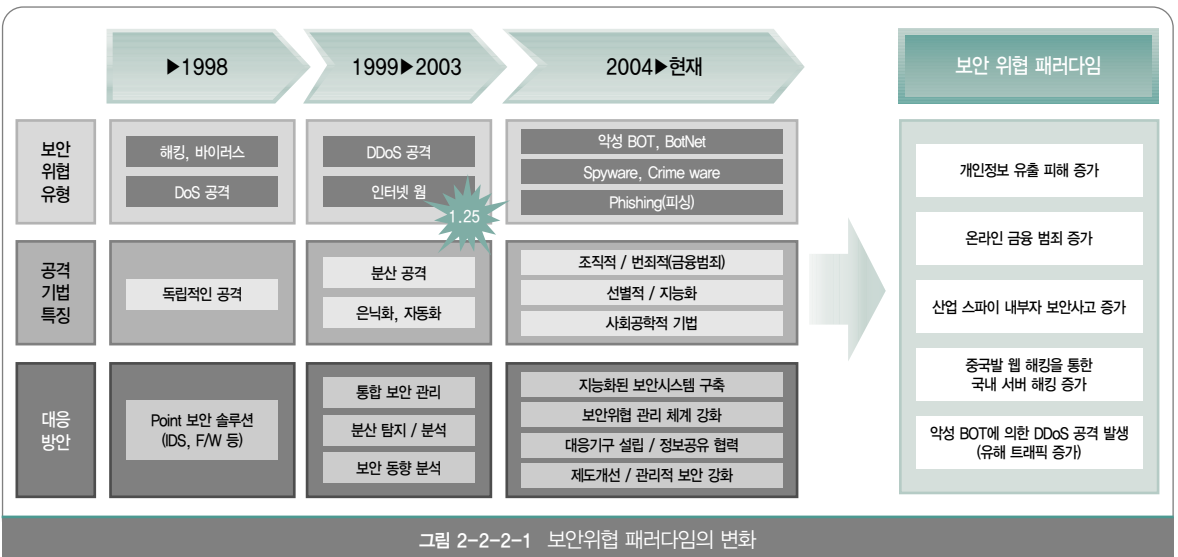 ▶1998
1999▶2003
2004▶현재
보안 위협 패러다임
보안
위협
유형
해킹, 바이러스
DoS 공격
DDoS 공격
인터넷 웜
1.25
악성 BOT, BotNet
Spyware, Crime ware
Phishing(피싱)
공격
기법
특징
독립적인 공격
분산 공격
은닉화, 자동화
조직적 / 번죄적(금융범죄)
선별적 / 지능화
사회공학적 기법
대응
방안
Point 보안 솔루션
(IDS, F/W 등)
통합 보안 관리
분산 탐지 / 분석
보안 동향 분석
지능화된 보안시스템 구축
보안위협 관리 체계 강화
대응기구 설립 / 정보공유 협력
제도개선 / 관리적 보안 강화
개인정보 유출 피해 증가
온라인 금융 범죄 증가
산업 스파이 내부자 보안사고 증가
중국발 웹 해킹을 통한
국내 서버 해킹 증가
악성 BOT에 의한 DDoS 공격 발생
(유해 트래픽 증가)
그림 2-2-2-1 보안위협 패러다임의 변화